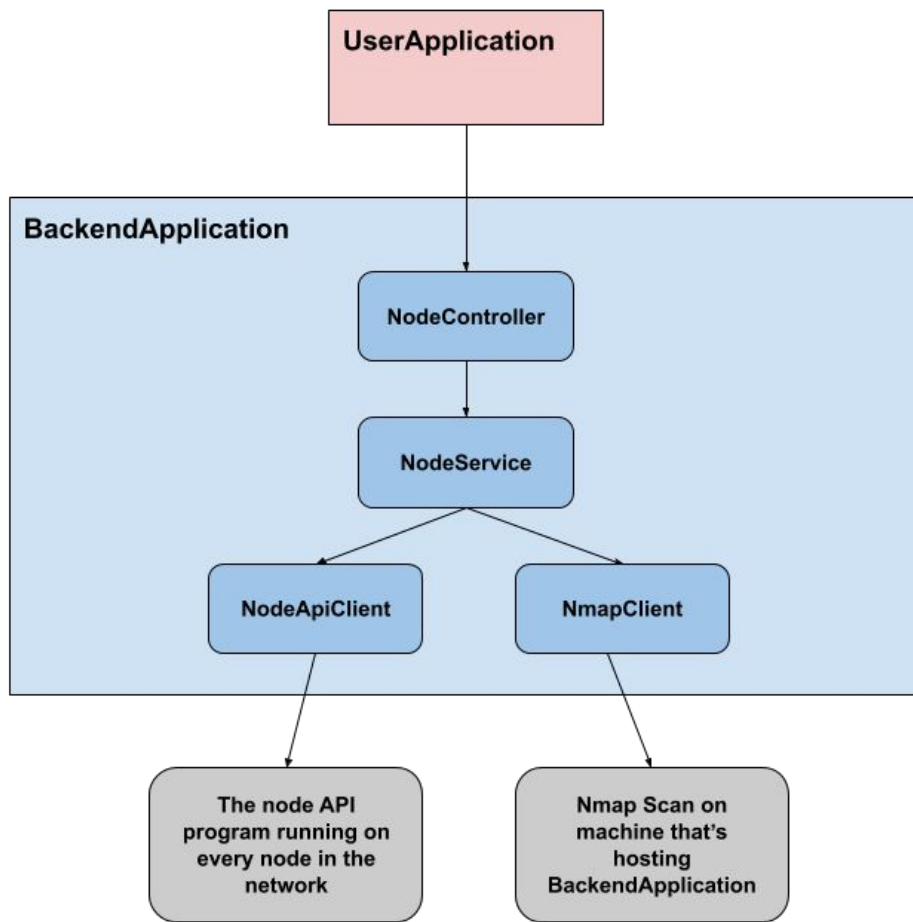 UserApplication
BackendApplication
NodeController
NodeService
NodeApiClient
NmapClient
The node API
program running on
every node in the
network
Nmap Scan on
machine that's
hosting
BackendApplication